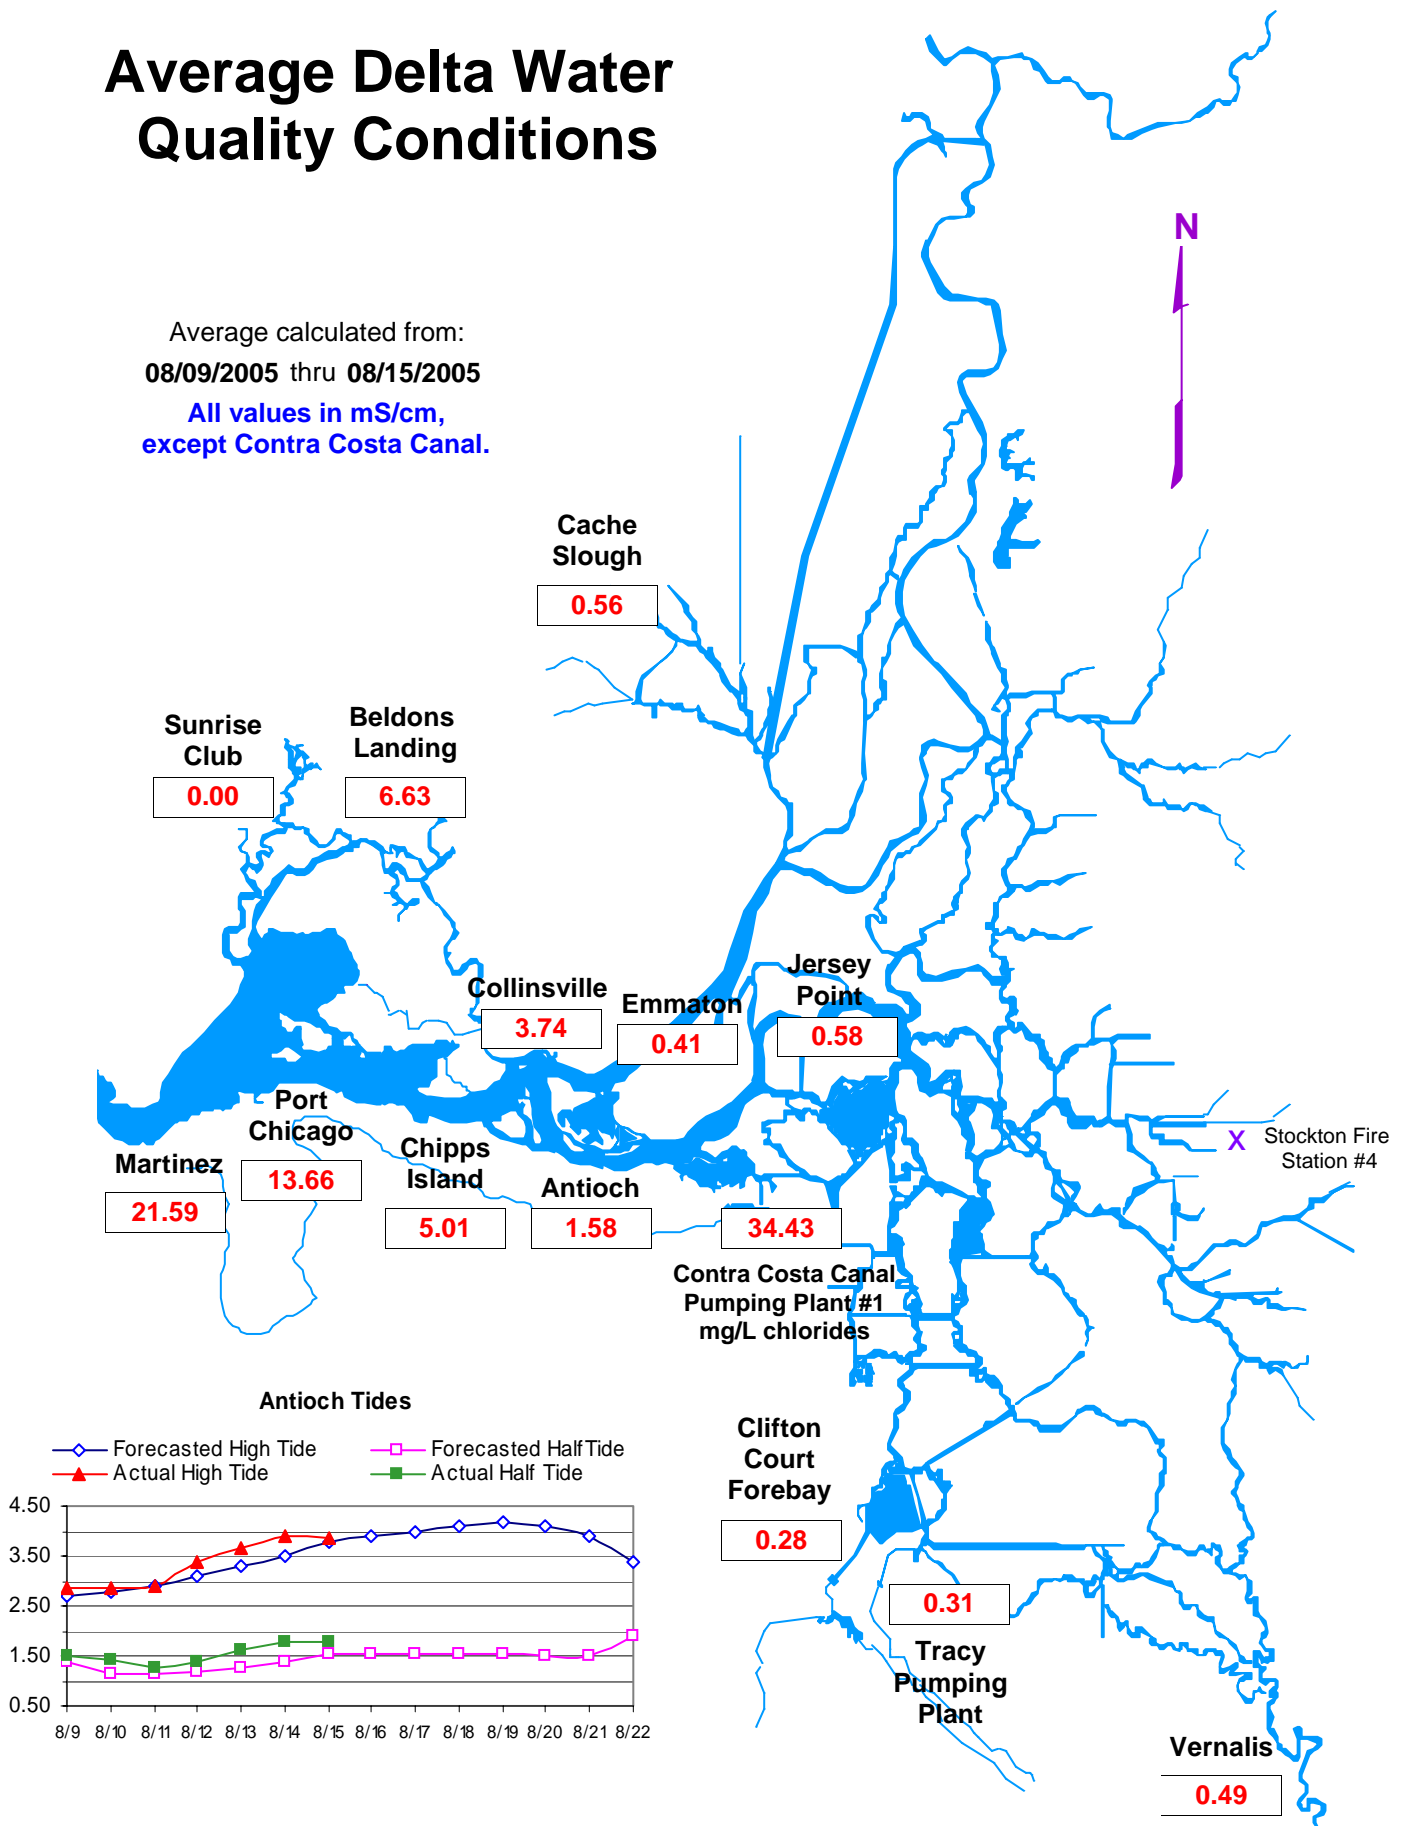 Average Delta Water
Quality Conditions
N
Average calculated from:
08/09/2005 thru 08/15/2005
All values in mS/cm,
except Contra Costa Canal.
Cache
Slough
0.56
Sunrise
Club
0.00
Beldons
Landing
6.63
Collinsville
3.74
Emmaton
0.41
Jersey
Point
0.58
Port
Chicago
13.66
Martinez
21.59
Chipps
Island
5.01
Antioch
1.58
34.43
Contra Costa Canal
Pumping Plant #1
mg/L chlorides
X
Stockton Fire
Station #4
Antioch Tides
Forecasted High Tide
Forecasted Half Tide
Actual High Tide
Actual Half Tide
4.50
3.50
2.50
1.50
0.50
8/9 8/10 8/11 8/12 8/13 8/14 8/15 8/16 8/17 8/18 8/19 8/20 8/21 8/22
Clifton
Court
Forebay
0.28
0.31
Tracy
Pumping
Plant
Vernalis
0.49